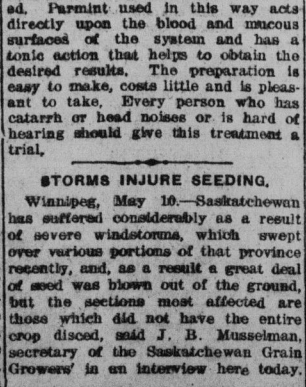 ed. Parmint used in this way acts
directly upon the blood and mucous
surfaces of the system and has a
tonic action that helps to obtain the
desired results. The preparation is
easy to make, costs little and is pleas-
ant to take. Every person who has
catarrh or head noises or is hard of
hearing should give this treatment a
trial.
STORMS INJURE SEEDING.
Winnipeg, May 10.—Saskatchewan
has suffered considerably as a result
of severe windstorms, which swept
over various portions of that province
recently, and, as a result a great deal
of seed was blown out of the ground,
but the sections most affected are
those which did not have the entire
crop disced, said J. B. Musselman,
secretary of the Saskatchewan Grain
Growers' in an interview here today.